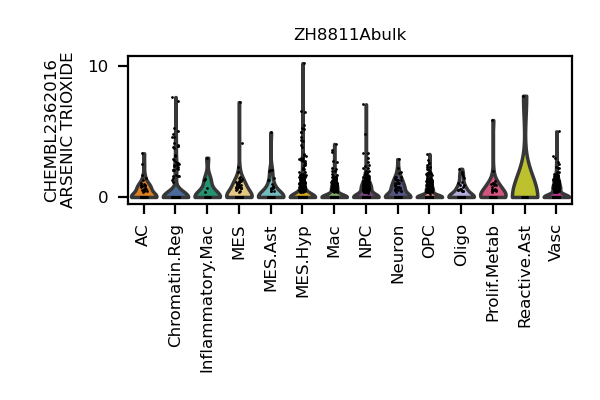 ZH8811Abulk
CHEMBL2362016
ARSENIC TRIOXIDE
10
0
AC
Chromatin.Reg
Inflammatory.Mac
MES
MES.Ast
MES.Hyp
Mac
NPC
Neuron
OPC
Oligo
Prolif.Metab
Reactive.Ast
Vasc